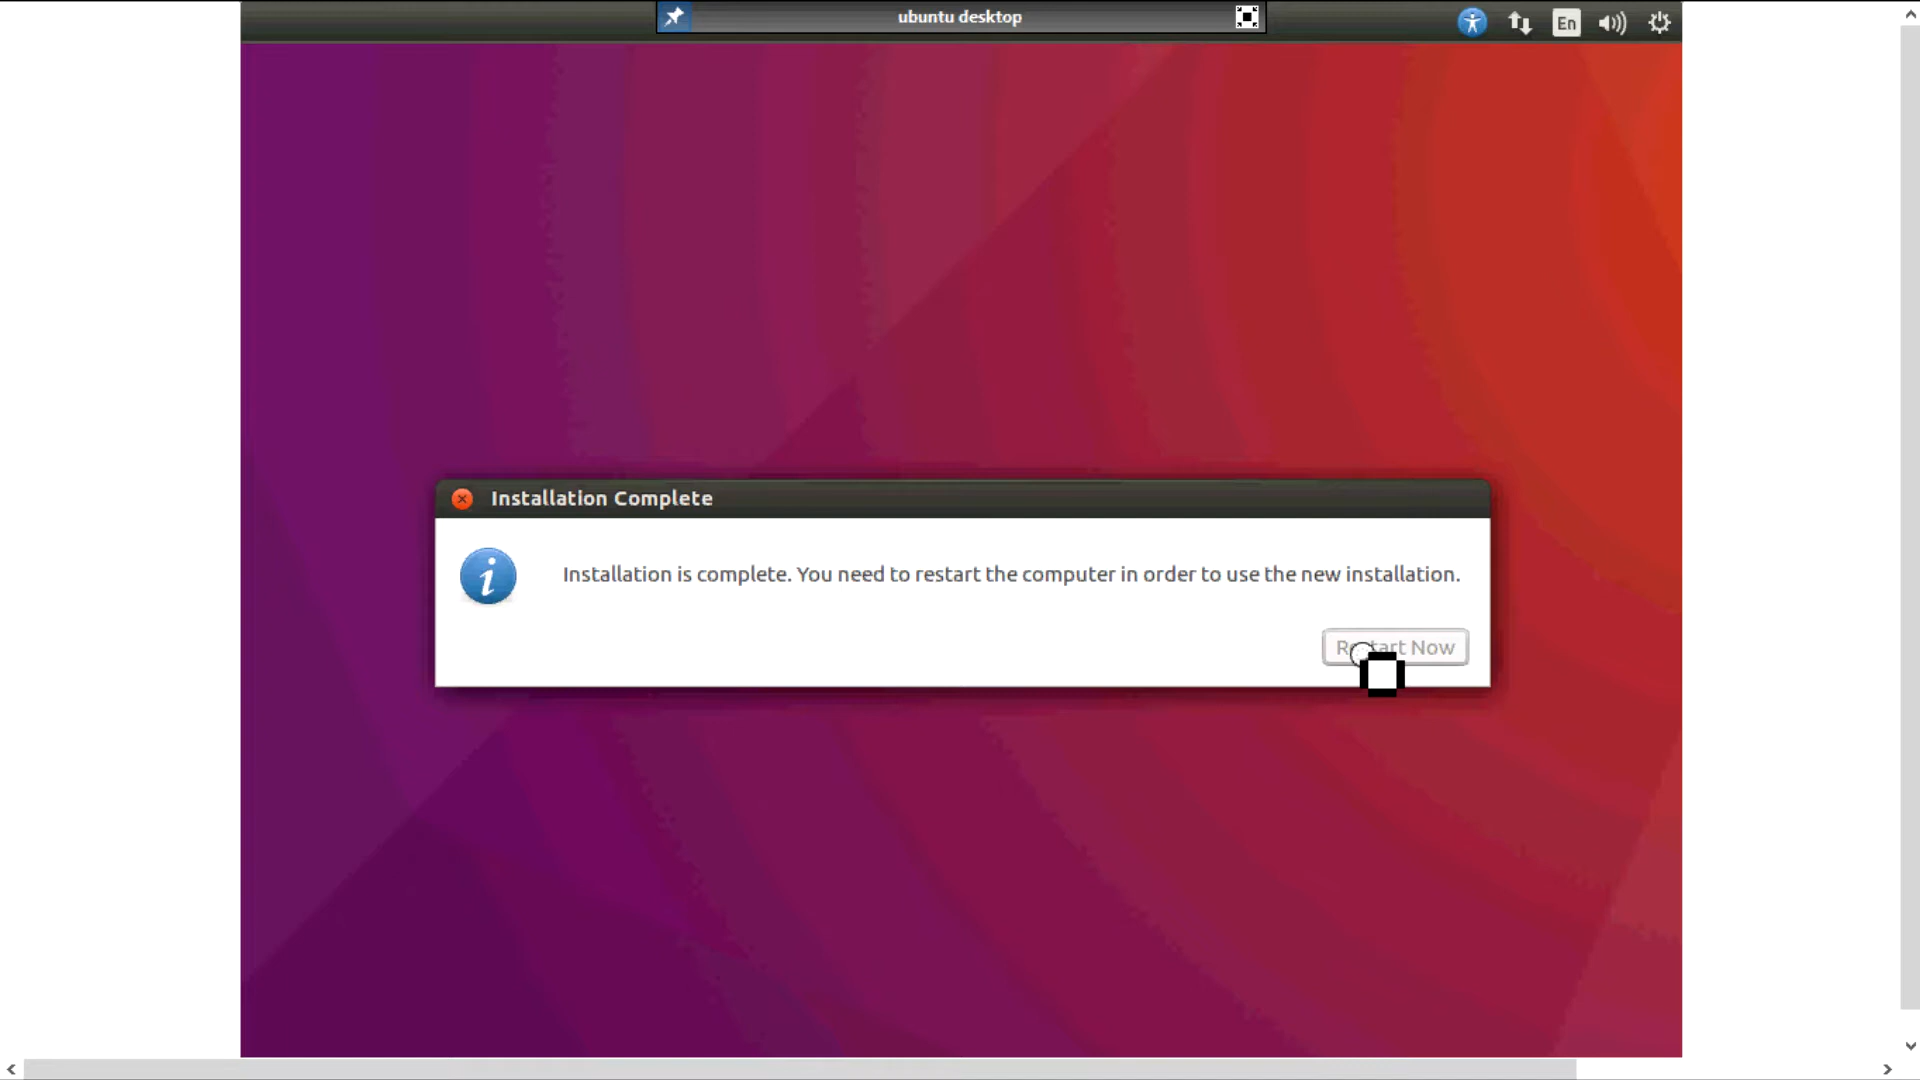 ubuntu desktop
En
Installation Complete
Installation is complete. You need to restart the computer in order to use the new installation.
Restart Now